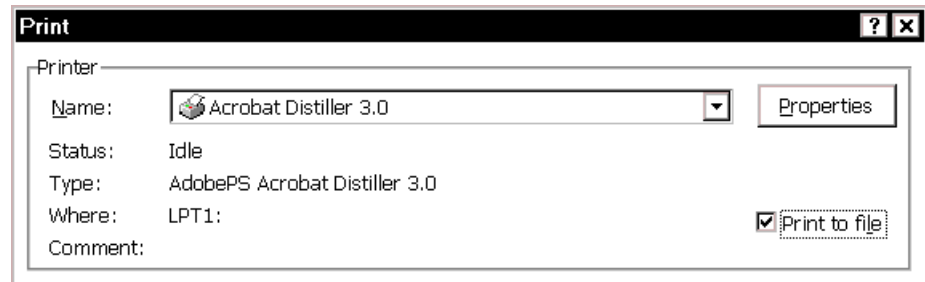 Print
Printer
Name: Acrobat Distiller 3.0 Properties
Status: Idle
Type: AdobePS Acrobat Distiller 3.0
Where: LPT1: Print to file
Comment: